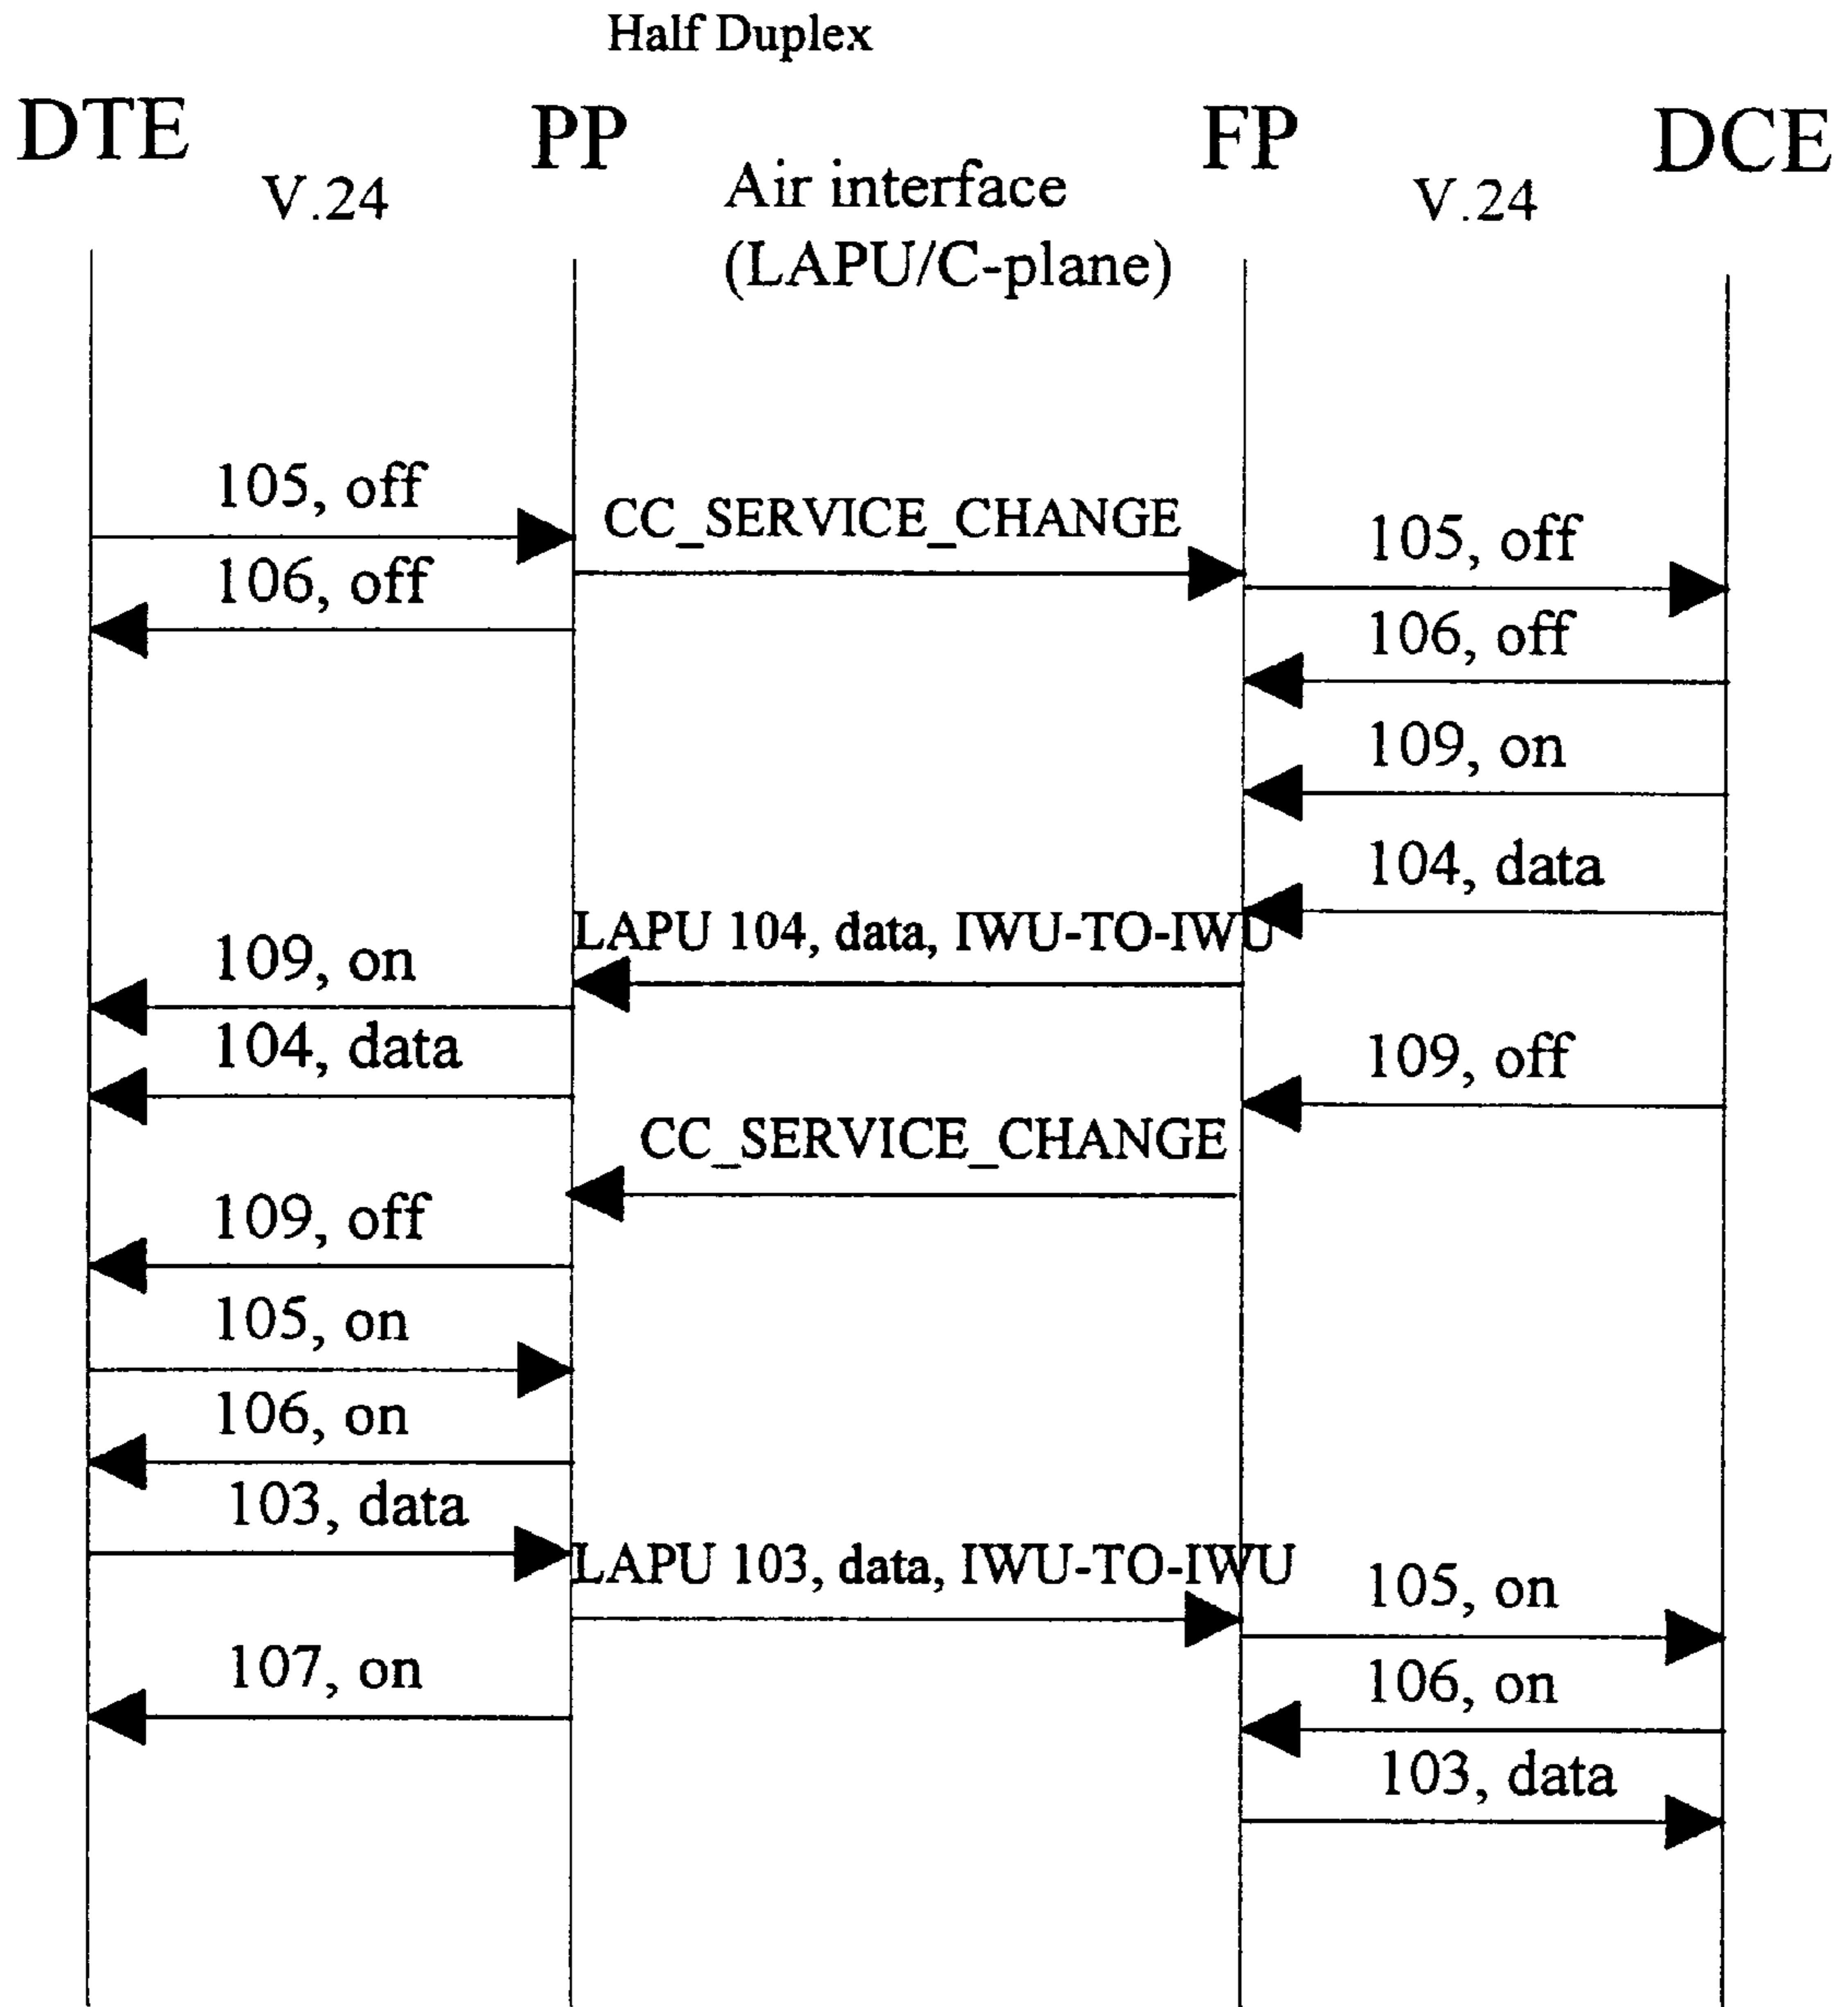 Half Duplex
DTE
PP
FP
DCE
V.24
Air interface
(LAPU/C-plane)
V.24
105, off
CC_SERVICE_CHANGE
105, off
106, off
106, off
109, on
104, data
LAPU 104, data, IWU-TO-IWU
109, on
104, data
109, off
CC_SERVICE_CHANGE
109, off
105, on
106, on
103, data
LAPU 103, data, IWU-TO-IWU
105, on
107, on
106, on
103, data